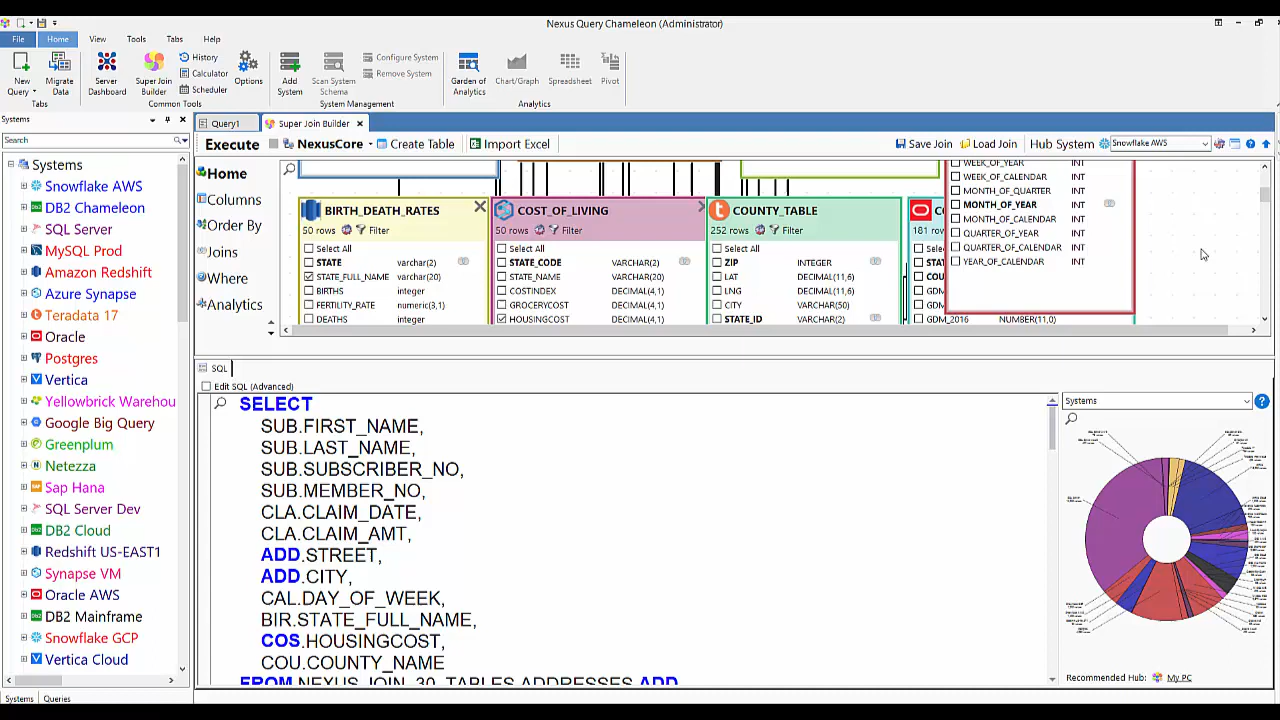 Nexus Query Chameleon (Administrator)
File Home View Tools Tabs Help
New Query
Migrate Data
Tabs
Server Dashboard
Super Join Builder
History
Calculator
Scheduler
Options
Common Tools
Add System
Scan System Schema
Configure System
Remove System
System Management
Garden of Analytics
Chart/Graph
Spreadsheet
Pivot
Analytics
Systems
Query1
Super Join Builder
Search
Execute NexusCore Create Table Import Excel Save Join Load Join Hub System Snowflake AWS
Systems
Snowflake AWS
DB2 Chameleon
SQL Server
MySQL Prod
Amazon Redshift
Azure Synapse
Teradata 17
Oracle
Postgres
Vertica
Yellowbrick Warehou
Google Big Query
Greenplum
Netezza
Sap Hana
SQL Server Dev
DB2 Cloud
Redshift US-EAST1
Synapse VM
Oracle AWS
DB2 Mainframe
Snowflake GCP
Vertica Cloud
Systems Queries
Home
Columns
Order By
Joins
Where
Analytics
BIRTH_DEATH_RATES
50 rows Filter
Select All
STATE varchar(2)
STATE_FULL_NAME varchar(20)
BIRTHS integer
FERTILITY_RATE numeric(3,1)
DEATHS integer
COST_OF_LIVING
50 rows Filter
Select All
STATE_CODE VARCHAR(2)
STATE_NAME VARCHAR(20)
COSTINDEX DECIMAL(4,1)
GROCERYCOST DECIMAL(4,1)
HOUSINGCOST DECIMAL(4,1)
COUNTY_TABLE
252 rows Filter
Select All
ZIP INTEGER
LAT DECIMAL(11,6)
LNG DECIMAL(11,6)
CITY VARCHAR(50)
STATE_ID VARCHAR(2)
181 rows
GDM_2016 NUMBER(11,0)
WEEK_OF_YEAR INT
WEEK_OF_CALENDAR INT
MONTH_OF_QUARTER INT
MONTH_OF_YEAR INT
MONTH_OF_CALENDAR INT
QUARTER_OF_YEAR INT
QUARTER_OF_CALENDAR INT
YEAR_OF_CALENDAR INT
SQL
Edit SQL (Advanced)
SELECT
SUB.FIRST_NAME,
SUB.LAST_NAME,
SUB.SUBSCRIBER_NO,
SUB.MEMBER_NO,
CLA.CLAIM_DATE,
CLA.CLAIM_AMT,
ADD.STREET,
ADD.CITY,
CAL.DAY_OF_WEEK,
BIR.STATE_FULL_NAME,
COS.HOUSINGCOST,
COU.COUNTY_NAME
FROM NEXUS_JOIN_30_TABLES.ADDRESSES ADD
Systems
Recommended Hub: My PC